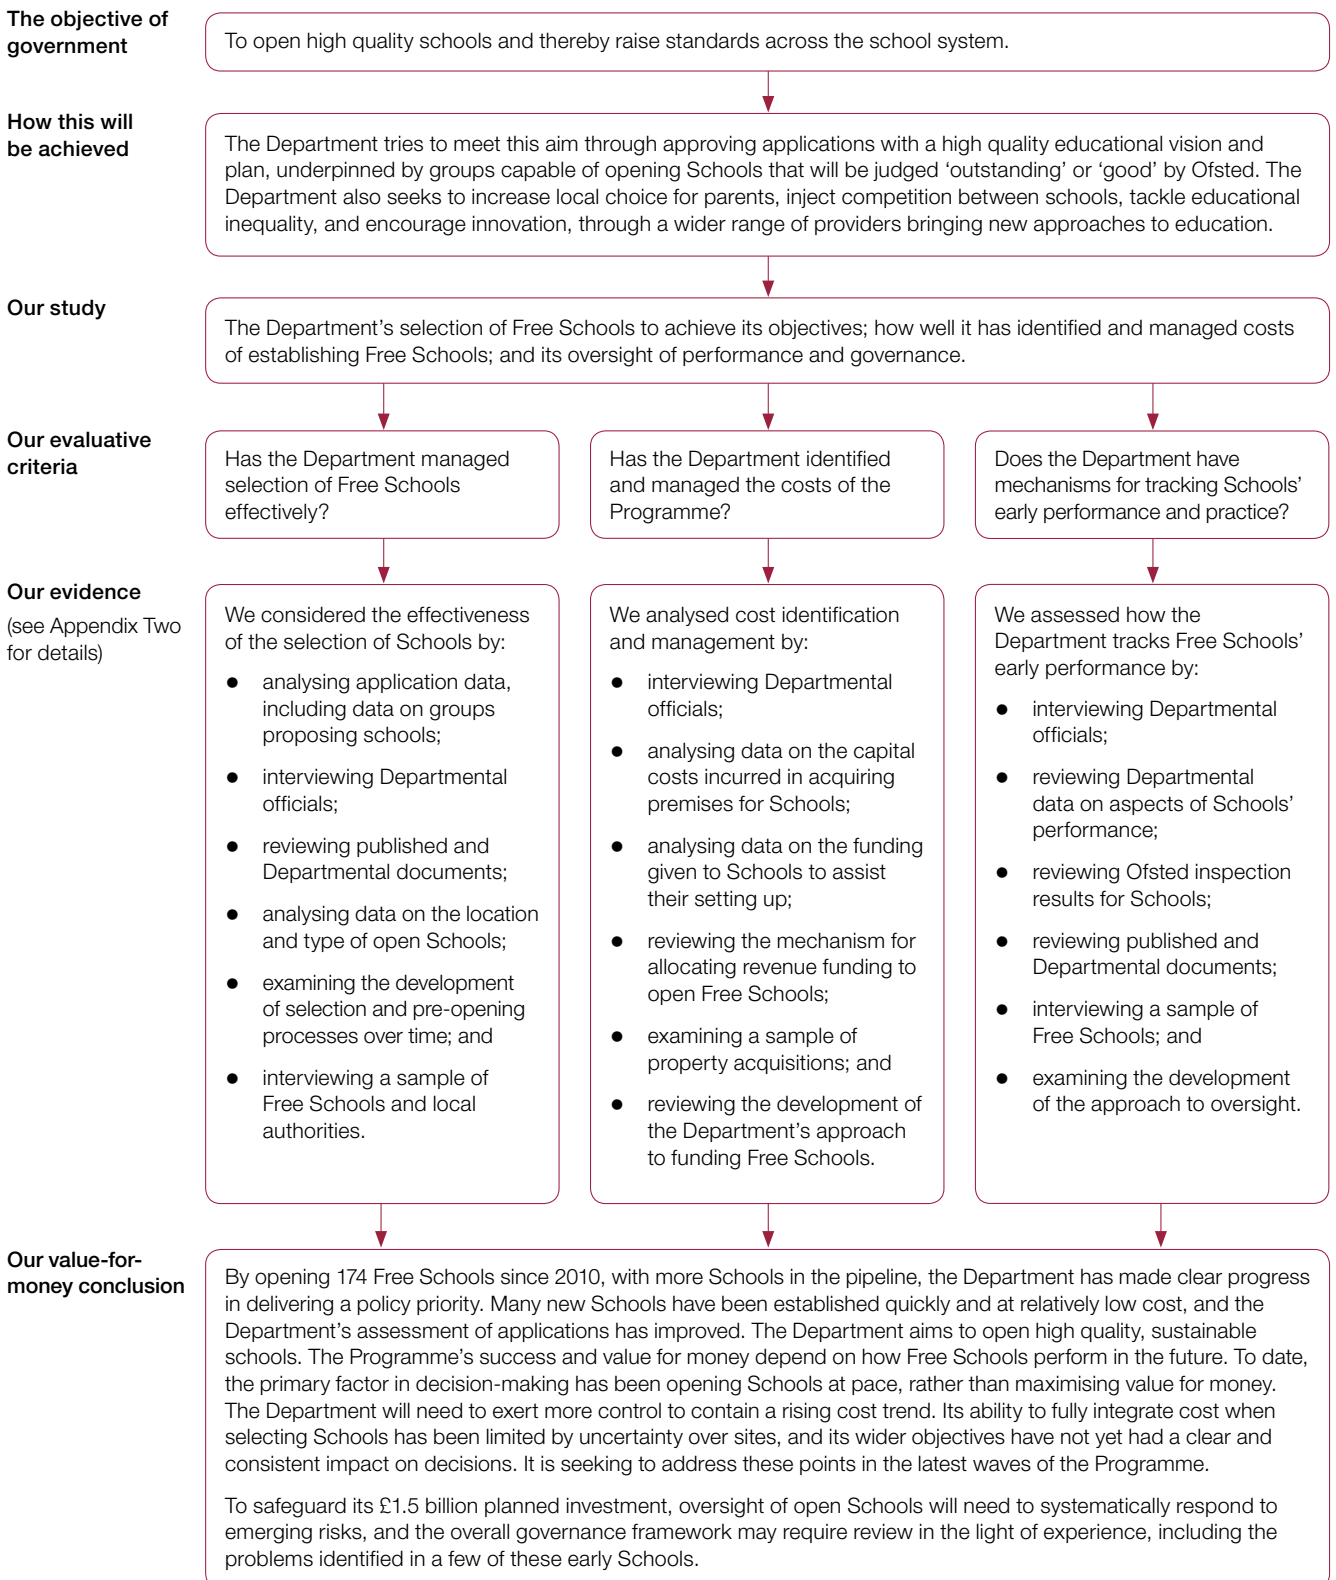 The objective of
government
To open high quality schools and thereby raise standards across the school system.
How this will
be achieved
The Department tries to meet this aim through approving applications with a high quality educational vision and
plan, underpinned by groups capable of opening Schools that will be judged ‘outstanding’ or ‘good’ by Ofsted. The
Department also seeks to increase local choice for parents, inject competition between schools, tackle educational
inequality, and encourage innovation, through a wider range of providers bringing new approaches to education.
Our study
The Department’s selection of Free Schools to achieve its objectives; how well it has identified and managed costs
of establishing Free Schools; and its oversight of performance and governance.
Our evaluative
criteria
Has the Department managed
selection of Free Schools
effectively?
Has the Department identified
and managed the costs of the
Programme?
Does the Department have
mechanisms for tracking Schools’
early performance and practice?
Our evidence
(see Appendix Two
for details)
We considered the effectiveness
of the selection of Schools by:
● analysing application data,
including data on groups
proposing schools;
● interviewing Departmental
officials;
● reviewing published and
Departmental documents;
● analysing data on the location
and type of open Schools;
● examining the development
of selection and pre-opening
processes over time; and
● interviewing a sample of
Free Schools and local
authorities.
We analysed cost identification
and management by:
● interviewing Departmental
officials;
● analysing data on the capital
costs incurred in acquiring
premises for Schools;
● analysing data on the funding
given to Schools to assist
their setting up;
● reviewing the mechanism for
allocating revenue funding to
open Free Schools;
● examining a sample of
property acquisitions; and
● reviewing the development of
the Department’s approach
to funding Free Schools.
We assessed how the
Department tracks Free Schools’
early performance by:
● interviewing Departmental
officials;
● reviewing Departmental
data on aspects of Schools’
performance;
● reviewing Ofsted inspection
results for Schools;
● reviewing published and
Departmental documents;
● interviewing a sample of
Free Schools; and
● examining the development
of the approach to oversight.
Our value-for-
money conclusion
By opening 174 Free Schools since 2010, with more Schools in the pipeline, the Department has made clear progress
in delivering a policy priority. Many new Schools have been established quickly and at relatively low cost, and the
Department’s assessment of applications has improved. The Department aims to open high quality, sustainable
schools. The Programme’s success and value for money depend on how Free Schools perform in the future. To date,
the primary factor in decision-making has been opening Schools at pace, rather than maximising value for money.
The Department will need to exert more control to contain a rising cost trend. Its ability to fully integrate cost when
selecting Schools has been limited by uncertainty over sites, and its wider objectives have not yet had a clear and
consistent impact on decisions. It is seeking to address these points in the latest waves of the Programme.
To safeguard its £1.5 billion planned investment, oversight of open Schools will need to systematically respond to
emerging risks, and the overall governance framework may require review in the light of experience, including the
problems identified in a few of these early Schools.